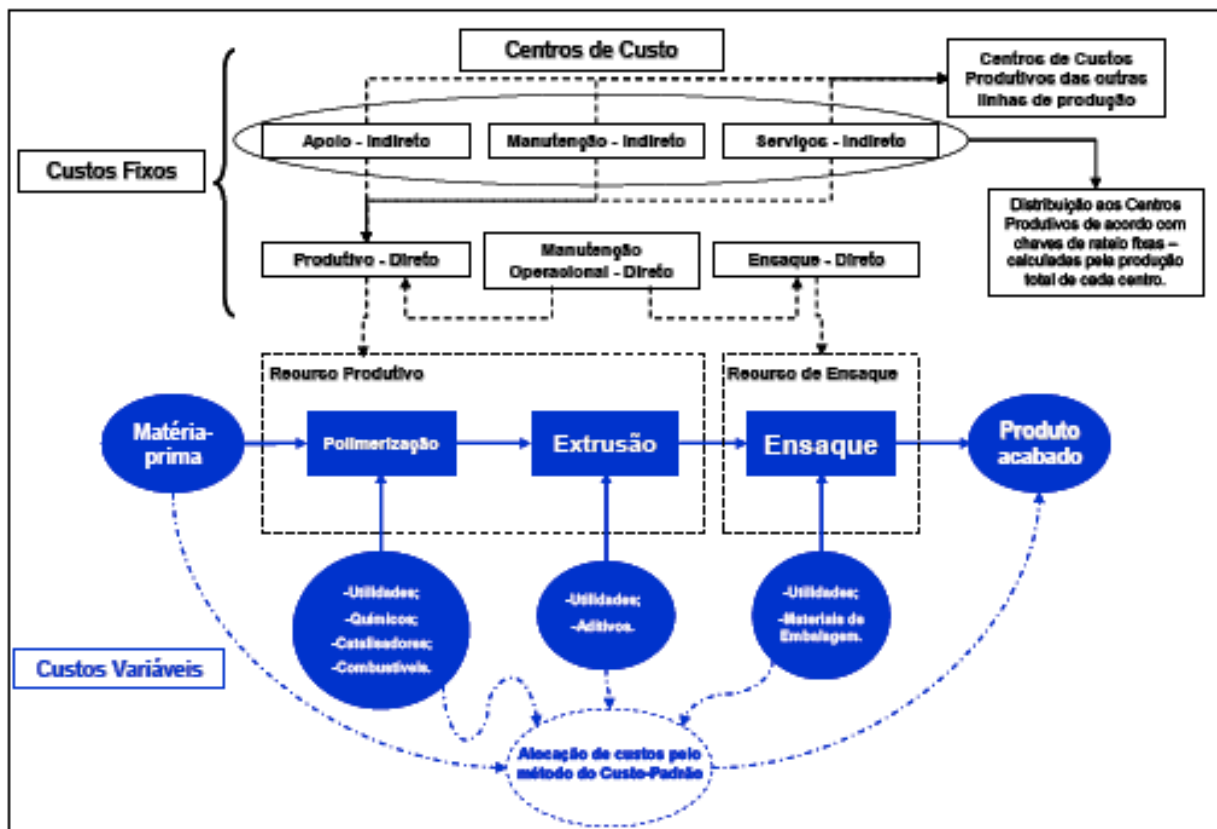 Centros de Custo
Centros de Custos
Produtivos das outras
linhas de produção
Apoio - Indireto
Manutenção - Indireto
Serviços - Indireto
Custos Fixos
Distribuição aos Centros
Produtivos de acordo com
chaves de rateio fixas –
calculadas pela produção
total de cada centro.
Produtivo - Direto
Manutenção
Operacional - Direto
Ensaque - Direto
Recurso Produtivo
Recurso de Ensaque
Matéria-
prima
Polimerização
Extrusão
Ensaque
Produto
acabado
-Utilidades;
-Químicos;
-Catalisadores;
-Combustíveis.
-Utilidades;
-Aditivos.
-Utilidades;
-Materiais de
Embalagem.
Custos Variáveis
Alocação de custos pelo
método do Custo-Padrão